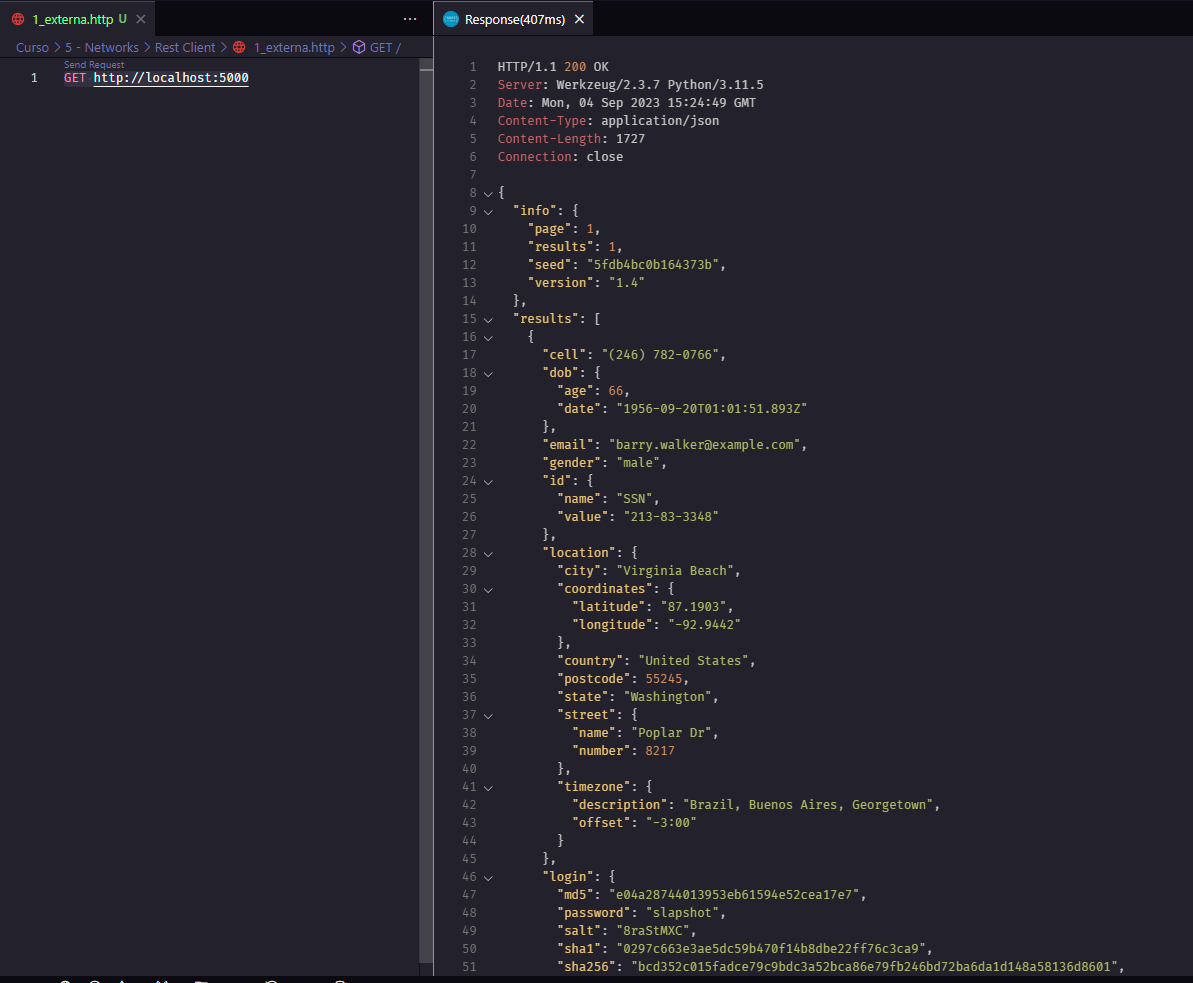 1_externa.http U
Curso > 5 - Networks > Rest Client > 1_externa.http > GET /
Send Request
1 GET http://localhost:5000
Response(407ms)
1 HTTP/1.1 200 OK
2 Server: Werkzeug/2.3.7 Python/3.11.5
3 Date: Mon, 04 Sep 2023 15:24:49 GMT
4 Content-Type: application/json
5 Content-Length: 1727
6 Connection: close
7
8 {
9 "info": {
10 "page": 1,
11 "results": 1,
12 "seed": "5fdb4bc0b164373b",
13 "version": "1.4"
14 },
15 "results": [
16 {
17 "cell": "(246) 782-0766",
18 "dob": {
19 "age": 66,
20 "date": "1956-09-20T01:01:51.893Z"
21 },
22 "email": "barry.walker@example.com",
23 "gender": "male",
24 "id": {
25 "name": "SSN",
26 "value": "213-83-3348"
27 },
28 "location": {
29 "city": "Virginia Beach",
30 "coordinates": {
31 "latitude": "87.1903",
32 "longitude": "-92.9442"
33 },
34 "country": "United States",
35 "postcode": 55245,
36 "state": "Washington",
37 "street": {
38 "name": "Poplar Dr",
39 "number": 8217
40 },
41 "timezone": {
42 "description": "Brazil, Buenos Aires, Georgetown",
43 "offset": "-3:00"
44 }
45 },
46 "login": {
47 "md5": "e04a28744013953eb61594e52cea17e7",
48 "password": "slapshot",
49 "salt": "8raStMXC",
50 "sha1": "0297c663e3ae5dc59b470f14b8dbe22ff76c3ca9",
51 "sha256": "bcd352c015fadce79c9bdc3a52bca86e79fb246bd72ba6da1d148a58136d8601",